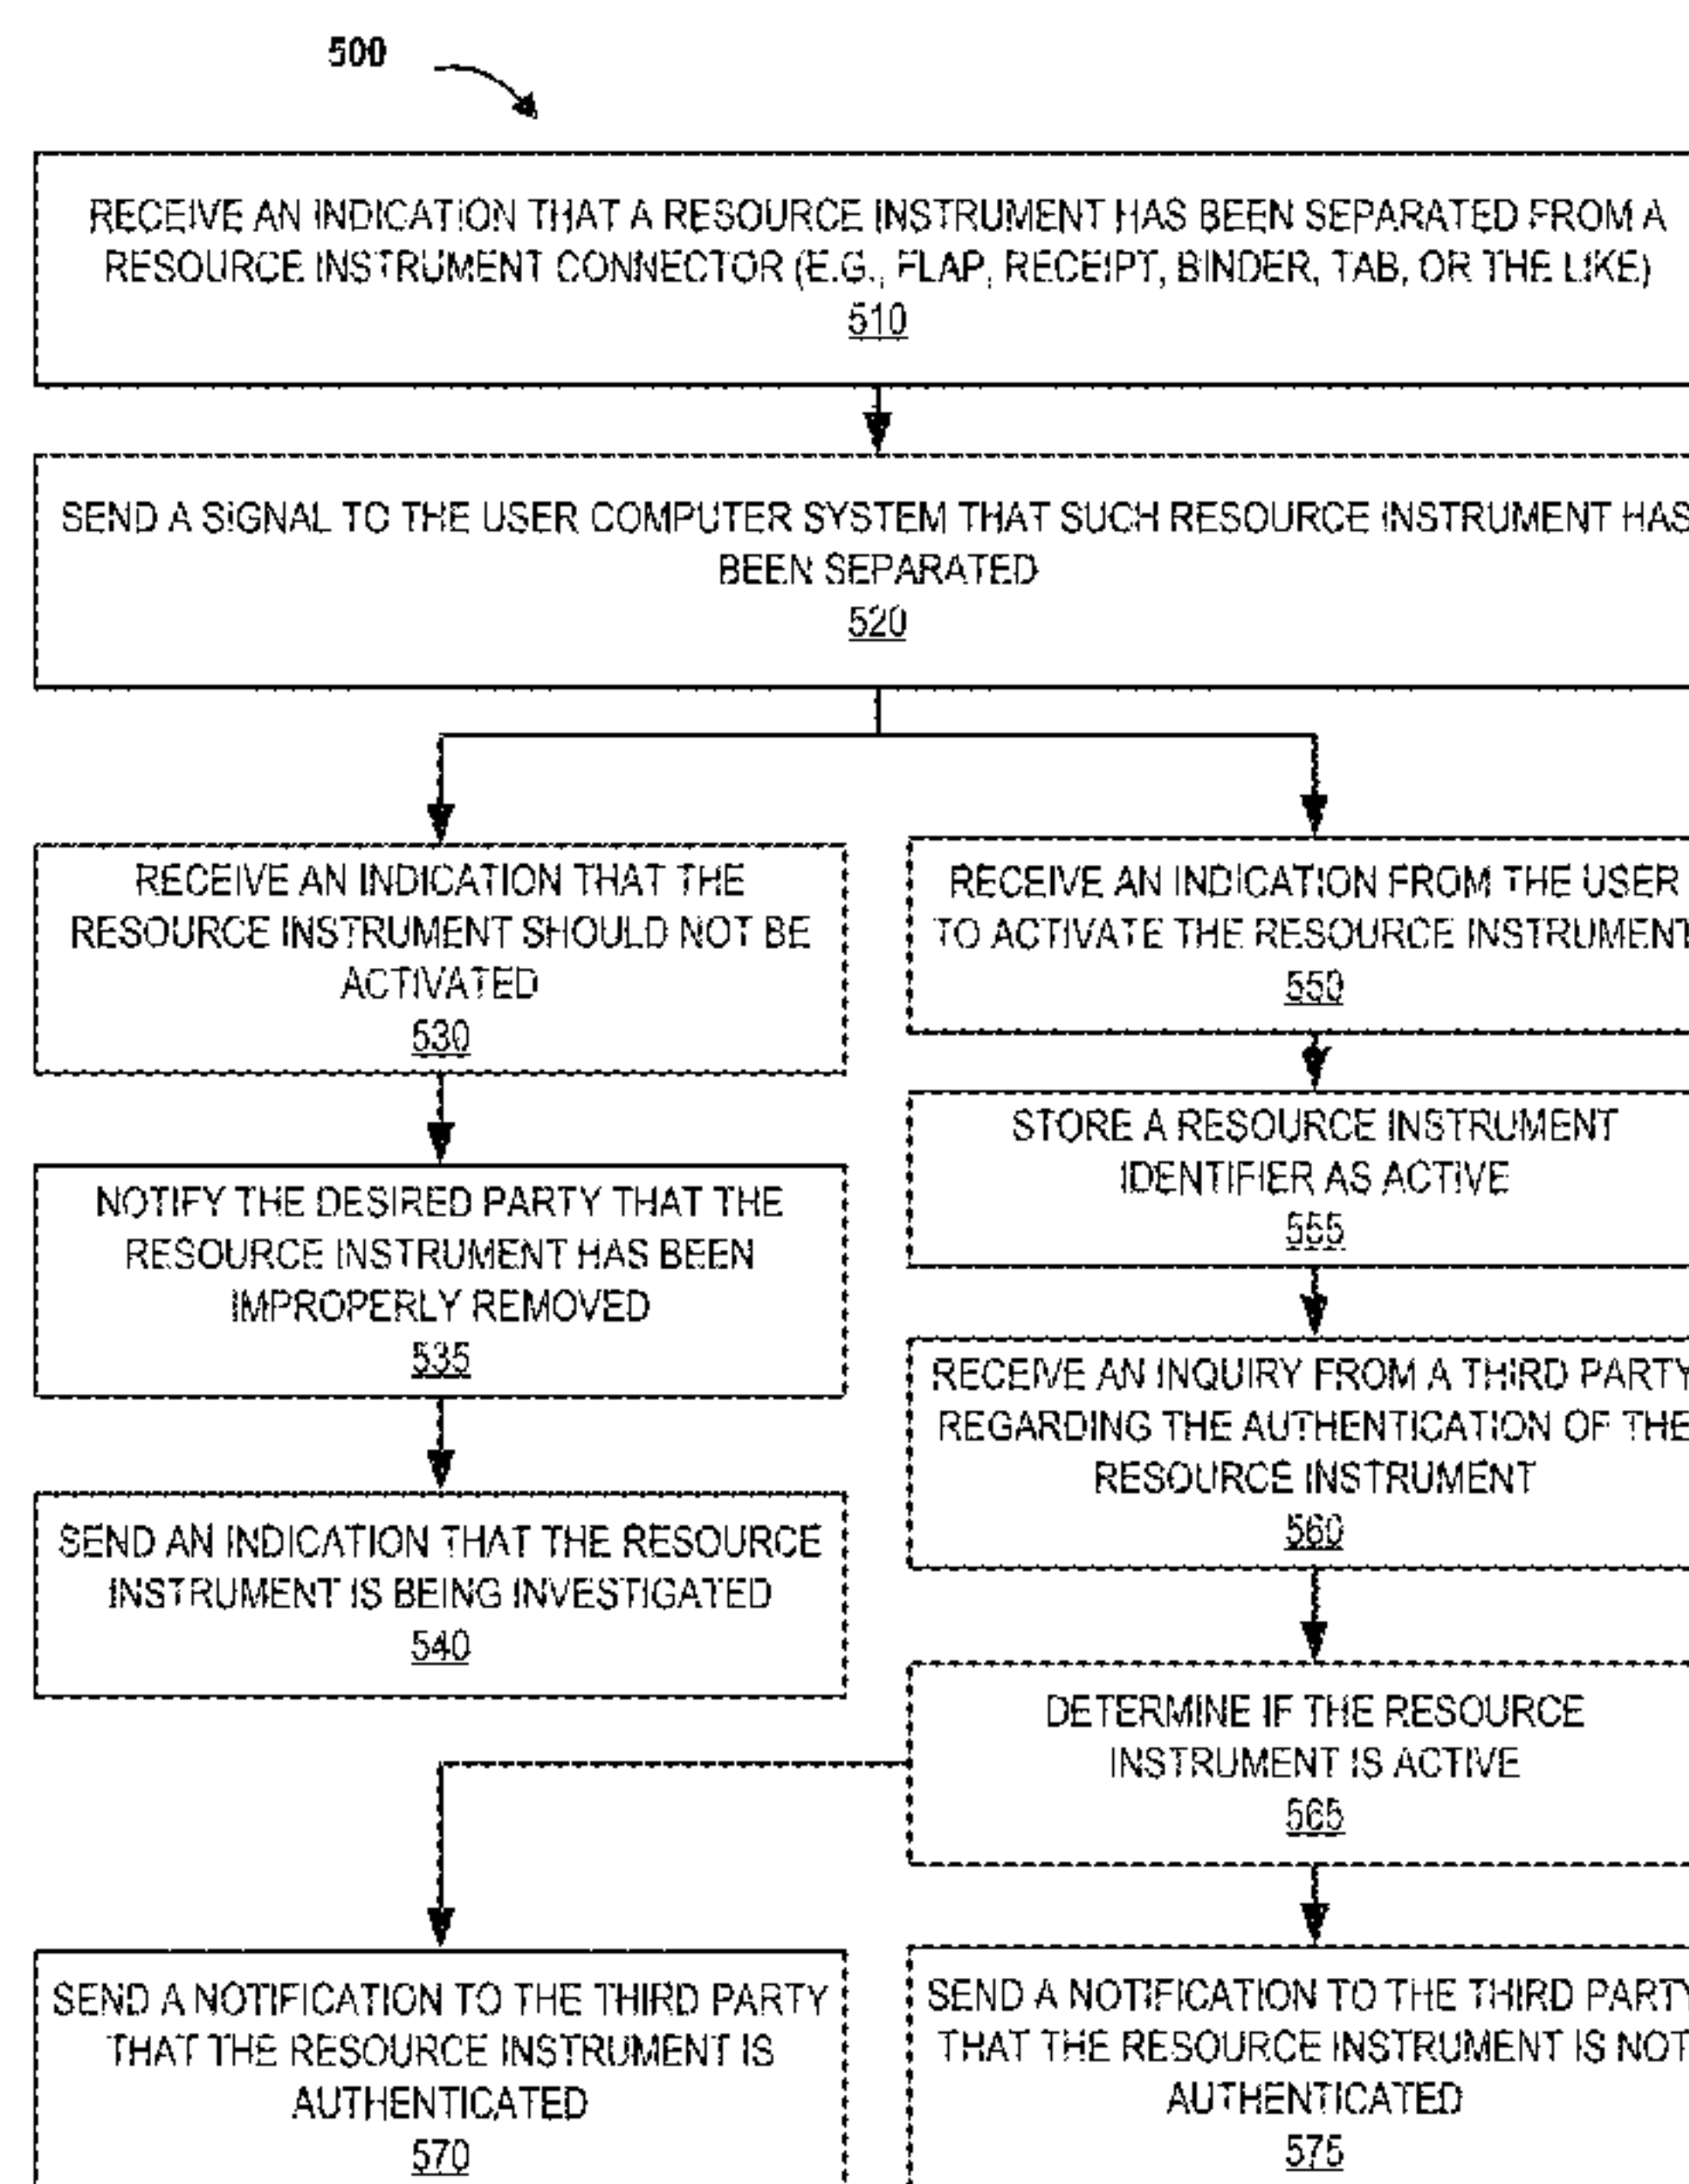 500
RECEIVE AN INDICATION THAT A RESOURCE INSTRUMENT HAS BEEN SEPARATED FROM A
RESOURCE INSTRUMENT CONNECTOR (E.G., FLAP, RECEIPT, BINDER, TAB, OR THE LIKE)
510
SEND A SIGNAL TO THE USER COMPUTER SYSTEM THAT SUCH RESOURCE INSTRUMENT HAS
BEEN SEPARATED
520
RECEIVE AN INDICATION THAT THE
RESOURCE INSTRUMENT SHOULD NOT BE
ACTIVATED
530
NOTIFY THE DESIRED PARTY THAT THE
RESOURCE INSTRUMENT HAS BEEN
IMPROPERLY REMOVED
535
SEND AN INDICATION THAT THE RESOURCE
INSTRUMENT IS BEING INVESTIGATED
540
RECEIVE AN INDICATION FROM THE USER
TO ACTIVATE THE RESOURCE INSTRUMENT
550
STORE A RESOURCE INSTRUMENT
IDENTIFIER AS ACTIVE
555
RECEIVE AN INQUIRY FROM A THIRD PARTY
REGARDING THE AUTHENTICATION OF THE
RESOURCE INSTRUMENT
560
DETERMINE IF THE RESOURCE
INSTRUMENT IS ACTIVE
565
SEND A NOTIFICATION TO THE THIRD PARTY
THAT THE RESOURCE INSTRUMENT IS
AUTHENTICATED
570
SEND A NOTIFICATION TO THE THIRD PARTY
THAT THE RESOURCE INSTRUMENT IS NOT
AUTHENTICATED
575